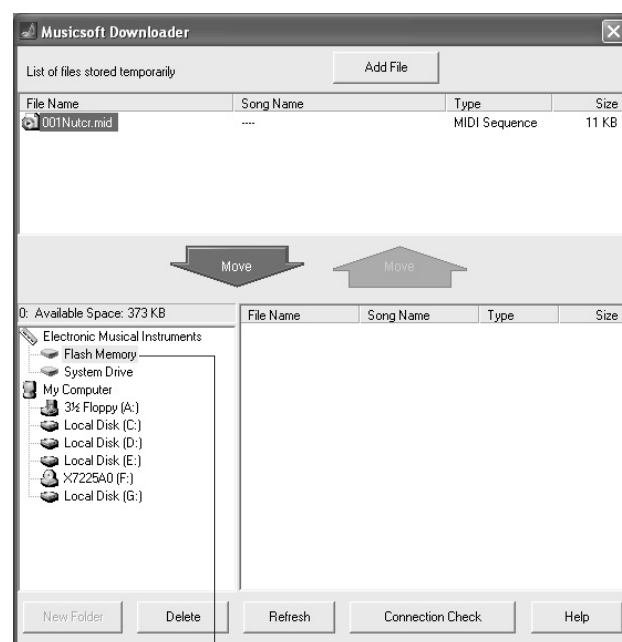 Musicsoft Downloader
List of files stored temporarily Add File
File Name Song Name Type Size
001Nutcr.mid ---- MIDI Sequence 11 KB
Move Move
0: Available Space: 373 KB
File Name Song Name Type Size
Electronic Musical Instruments
Flash Memory
System Drive
My Computer
3½ Floppy (A:)
Local Disk (C:)
Local Disk (D:)
Local Disk (E:)
X7225A0 (F:)
Local Disk (G:)
New Folder Delete Refresh Connection Check Help